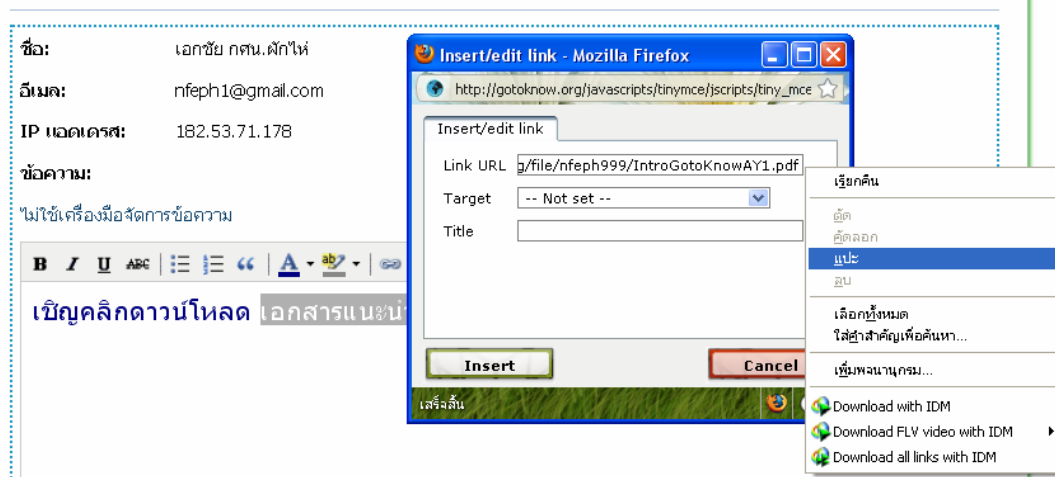 ชื่อ: เอกชัย กศน.ผักไห่
อีเมล: nfeph1@gmail.com
IP แอดเดรส: 182.53.71.178
ข้อความ:
ไม่ใช้เครื่องมือจัดการข้อความ
B I U ABC A ab
เชิญคลิกดาวน์โหลด เอกสารแนะนำ
Insert/edit link - Mozilla Firefox
http://gotoknow.org/javascripts/tinymce/jscripts/tiny_mce
Insert/edit link
Link URL g/file/nfeph999/IntroGotoKnowAY1.pdf
Target -- Not set --
Title
Insert Cancel
เสร็จสิ้น
เรียกคืน
ตัด
คัดลอก
แปะ
ลบ
เลือกทั้งหมด
ใส่คำสำคัญเพื่อค้นหา...
เพิ่มพจนานุกรม...
Download with IDM
Download FLV video with IDM
Download all links with IDM